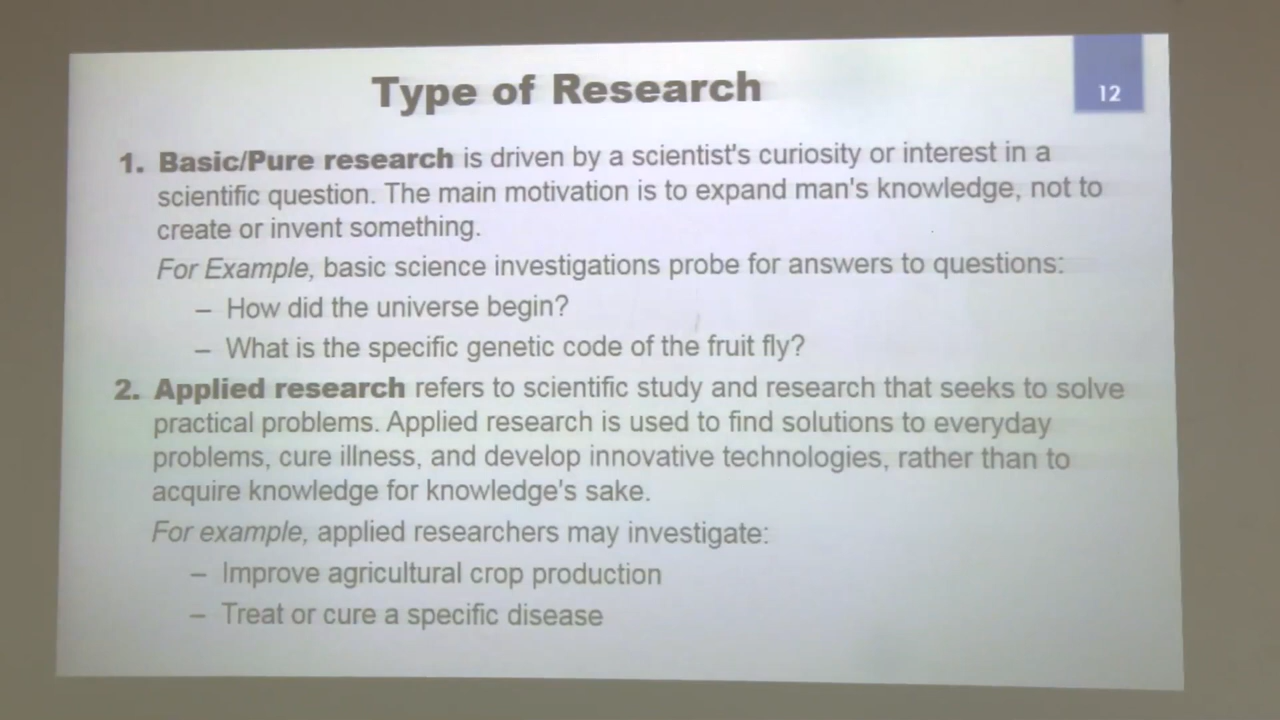 Type of Research
12
1. Basic/Pure research is driven by a scientist's curiosity or interest in a
scientific question. The main motivation is to expand man's knowledge, not to
create or invent something.
For Example, basic science investigations probe for answers to questions:
– How did the universe begin?
– What is the specific genetic code of the fruit fly?
2. Applied research refers to scientific study and research that seeks to solve
practical problems. Applied research is used to find solutions to everyday
problems, cure illness, and develop innovative technologies, rather than to
acquire knowledge for knowledge's sake.
For example, applied researchers may investigate:
– Improve agricultural crop production
– Treat or cure a specific disease